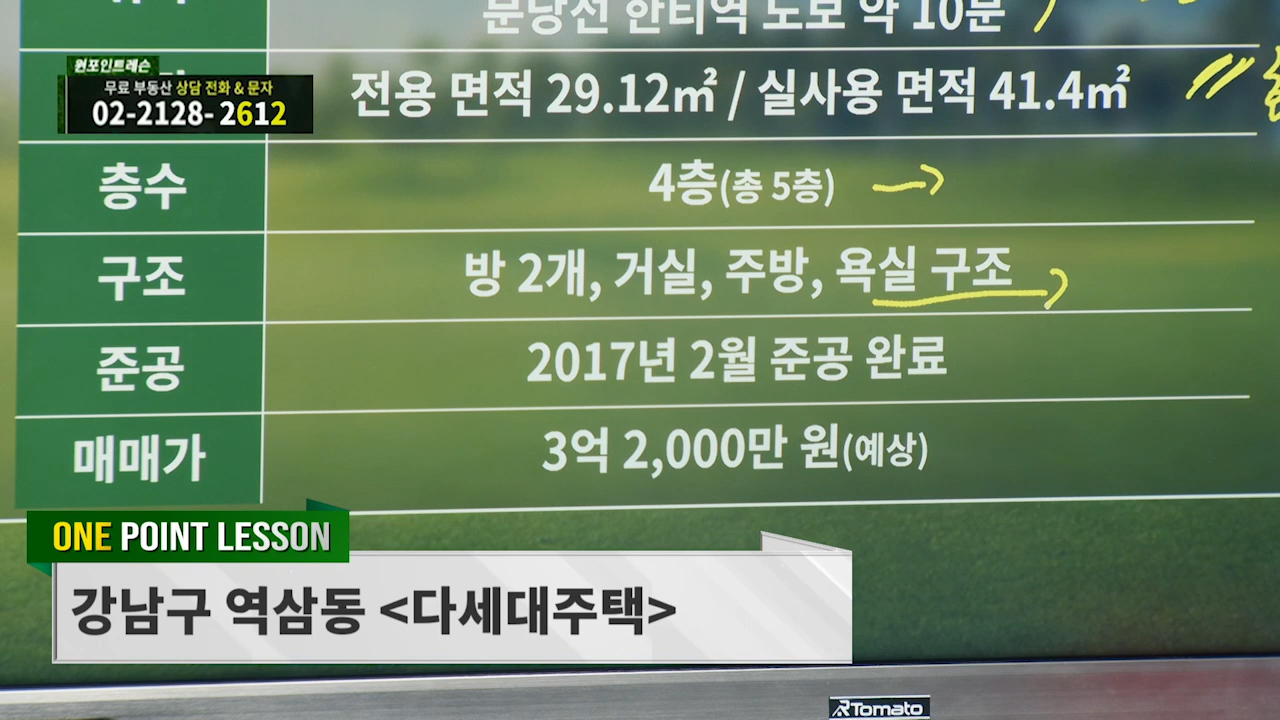 분당선 한티역 도보 약 10분
원포인트레슨
무료 부동산 상담 전화 & 문자
02-2128-2612
전용 면적 29.12㎡ / 실사용 면적 41.4㎡
층수 4층(총 5층)
구조 방 2개, 거실, 주방, 욕실 구조
준공 2017년 2월 준공 완료
매매가 3억 2,000만 원(예상)
ONE POINT LESSON
강남구 역삼동 <다세대주택>
RTomato